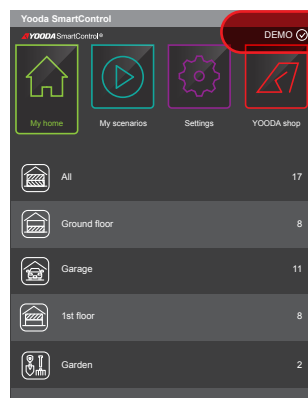 Yooda SmartControl
YOODA SmartControl®
DEMO
My home
My scenarios
Settings
YOODA shop
All 17
Ground floor 8
Garage 11
1st floor 8
Garden 2